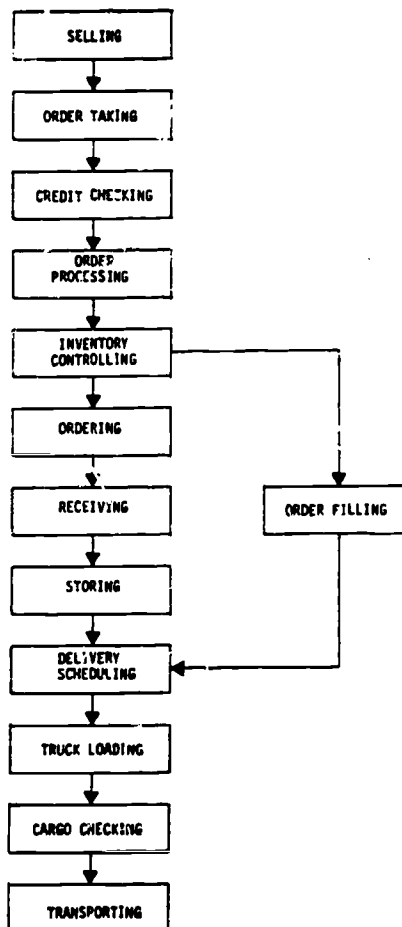 SELLING
ORDER TAKING
CREDIT CHECKING
ORDER
PROCESSING
INVENTORY
CONTROLLING
ORDERING
RECEIVING
ORDER FILLING
STORING
DELIVERY
SCHEDULING
TRUCK LOADING
CARGO CHECKING
TRANSPORTING